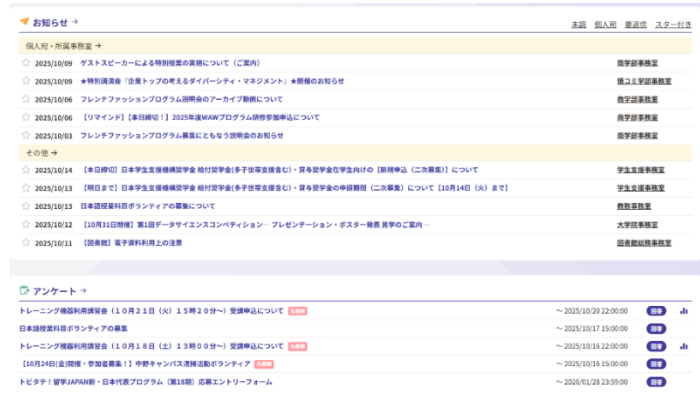 お知らせ →
未読 個人宛 要返信 スター付き
個人宛・所属事務室 →
2025/10/09 ゲストスピーカーによる特別授業の実施について（ご案内） 商学部事務室
2025/10/09 ★特別講演会『企業トップの考えるダイバーシティ・マネジメント』★開催のお知らせ 情コミ学部事務室
2025/10/06 フレンチファッションプログラム説明会のアーカイブ動画について 商学部事務室
2025/10/06 【リマインド】【本日締切！】2025年度WAWプログラム研修参加申込について 商学部事務室
2025/10/03 フレンチファッションプログラム募集にともなう説明会のお知らせ 商学部事務室
その他 →
2025/10/14 【本日締切】日本学生支援機構奨学金 給付奨学金(多子世帯支援含む)・貸与奨学金在学生向けの【新規申込（二次募集）】について 学生支援事務室
2025/10/13 【明日まで】日本学生支援機構奨学金 給付奨学金(多子世帯支援含む)・貸与奨学金の申請期間（二次募集）について【10月14日（火）まで】 学生支援事務室
2025/10/13 日本語授業科目ボランティアの募集について 教務事務室
2025/10/12 【10月31日開催】第1回データサイエンスコンペティション― プレゼンテーション・ポスター発表 見学のご案内 ― 大学院事務室
2025/10/11 【図書館】電子資料利用上の注意 図書館総務事務室
アンケート →
トレーニング機器利用講習会（１０月２１日（火）１５時２０分～）受講申込について ～ 2025/10/20 22:00:00 回答
日本語授業科目ボランティアの募集 ～ 2025/10/17 15:00:00 回答
トレーニング機器利用講習会（１０月１８日（土）１３時００分～）受講申込について ～ 2025/10/16 22:00:00 回答
【10月24日(金)開催・参加者募集！】中野キャンパス清掃活動ボランティア ～ 2025/10/16 15:00:00 回答
トビタテ！留学JAPAN新・日本代表プログラム（第18期）応募エントリーフォーム ～ 2026/01/28 23:59:00 回答